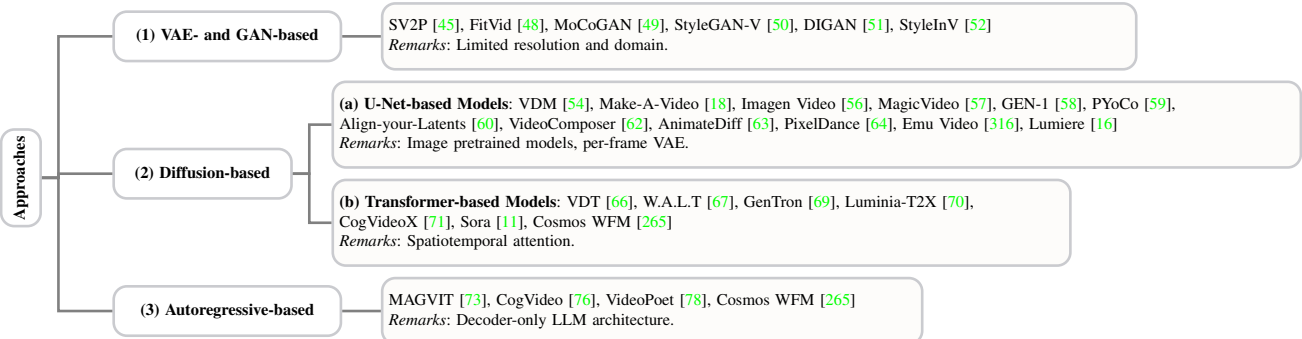 Approaches
(1) VAE- and GAN-based
SV2P [45], FitVid [48], MoCoGAN [49], StyleGAN-V [50], DIGAN [51], StyleInV [52]
Remarks: Limited resolution and domain.
(2) Diffusion-based
(a) U-Net-based Models: VDM [54], Make-A-Video [18], Imagen Video [56], MagicVideo [57], GEN-1 [58], PYoCo [59],
Align-your-Latents [60], VideoComposer [62], AnimateDiff [63], PixelDance [64], Emu Video [316], Lumiere [16]
Remarks: Image pretrained models, per-frame VAE.
(b) Transformer-based Models: VDT [66], W.A.L.T [67], GenTron [69], Luminia-T2X [70],
CogVideoX [71], Sora [11], Cosmos WFM [265]
Remarks: Spatiotemporal attention.
(3) Autoregressive-based
MAGVIT [73], CogVideo [76], VideoPoet [78], Cosmos WFM [265]
Remarks: Decoder-only LLM architecture.